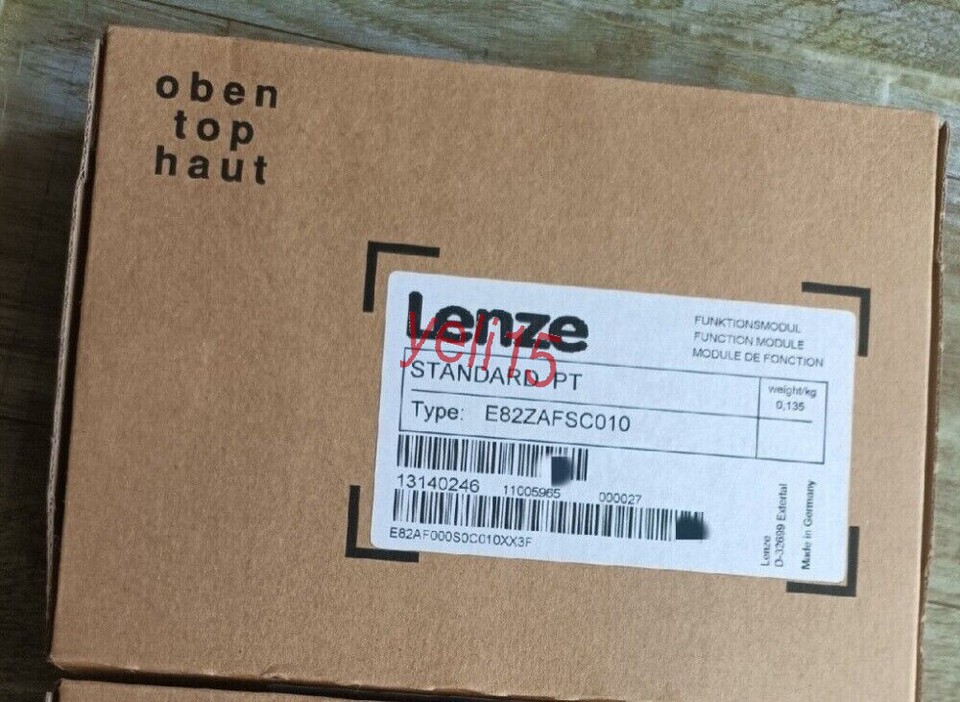 oben
top
haut
Lenze
yeli15
FUNKTIONSMODUL
FUNCTION MODULE
MODULE DE FONCTION
STANDARD PT
weight/kg
0,135
Type: E82ZAFSC010
13140246 11005965 000027
E82AF000S0C010XX3F
Lenze
D-32699 Extertal
Made in Germany